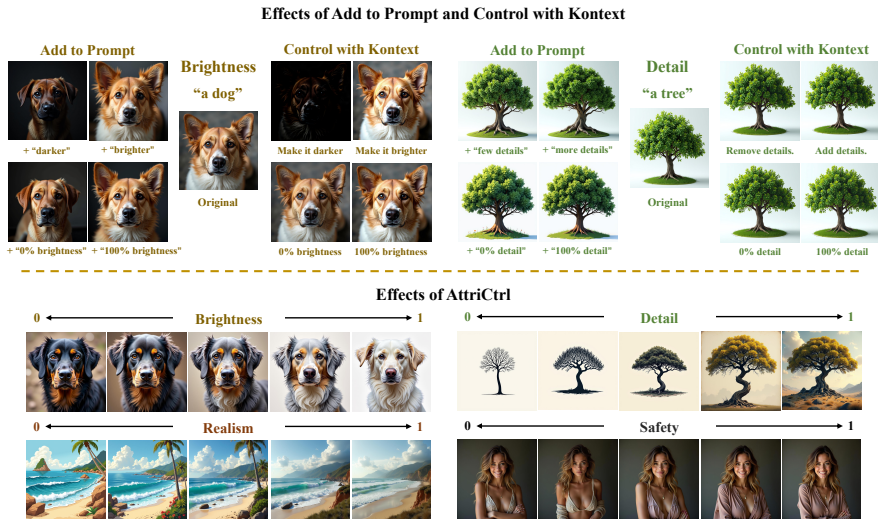 Effects of Add to Prompt and Control with Kontext
Add to Prompt
Brightness
"a dog"
Original
Control with Kontext
+ "darker"
+ "brighter"
Make it darker
Make it brighter
+ "0% brightness"
+ "100% brightness"
0% brightness
100% brightness
Add to Prompt
Detail
"a tree"
Original
Control with Kontext
+ "few details"
+ "more details"
Remove details.
Add details.
+ "0% detail"
+ "100% detail"
0% detail
100% detail
Effects of AttriCtrl
0 Brightness 1
0 Detail 1
0 Realism 1
0 Safety 1